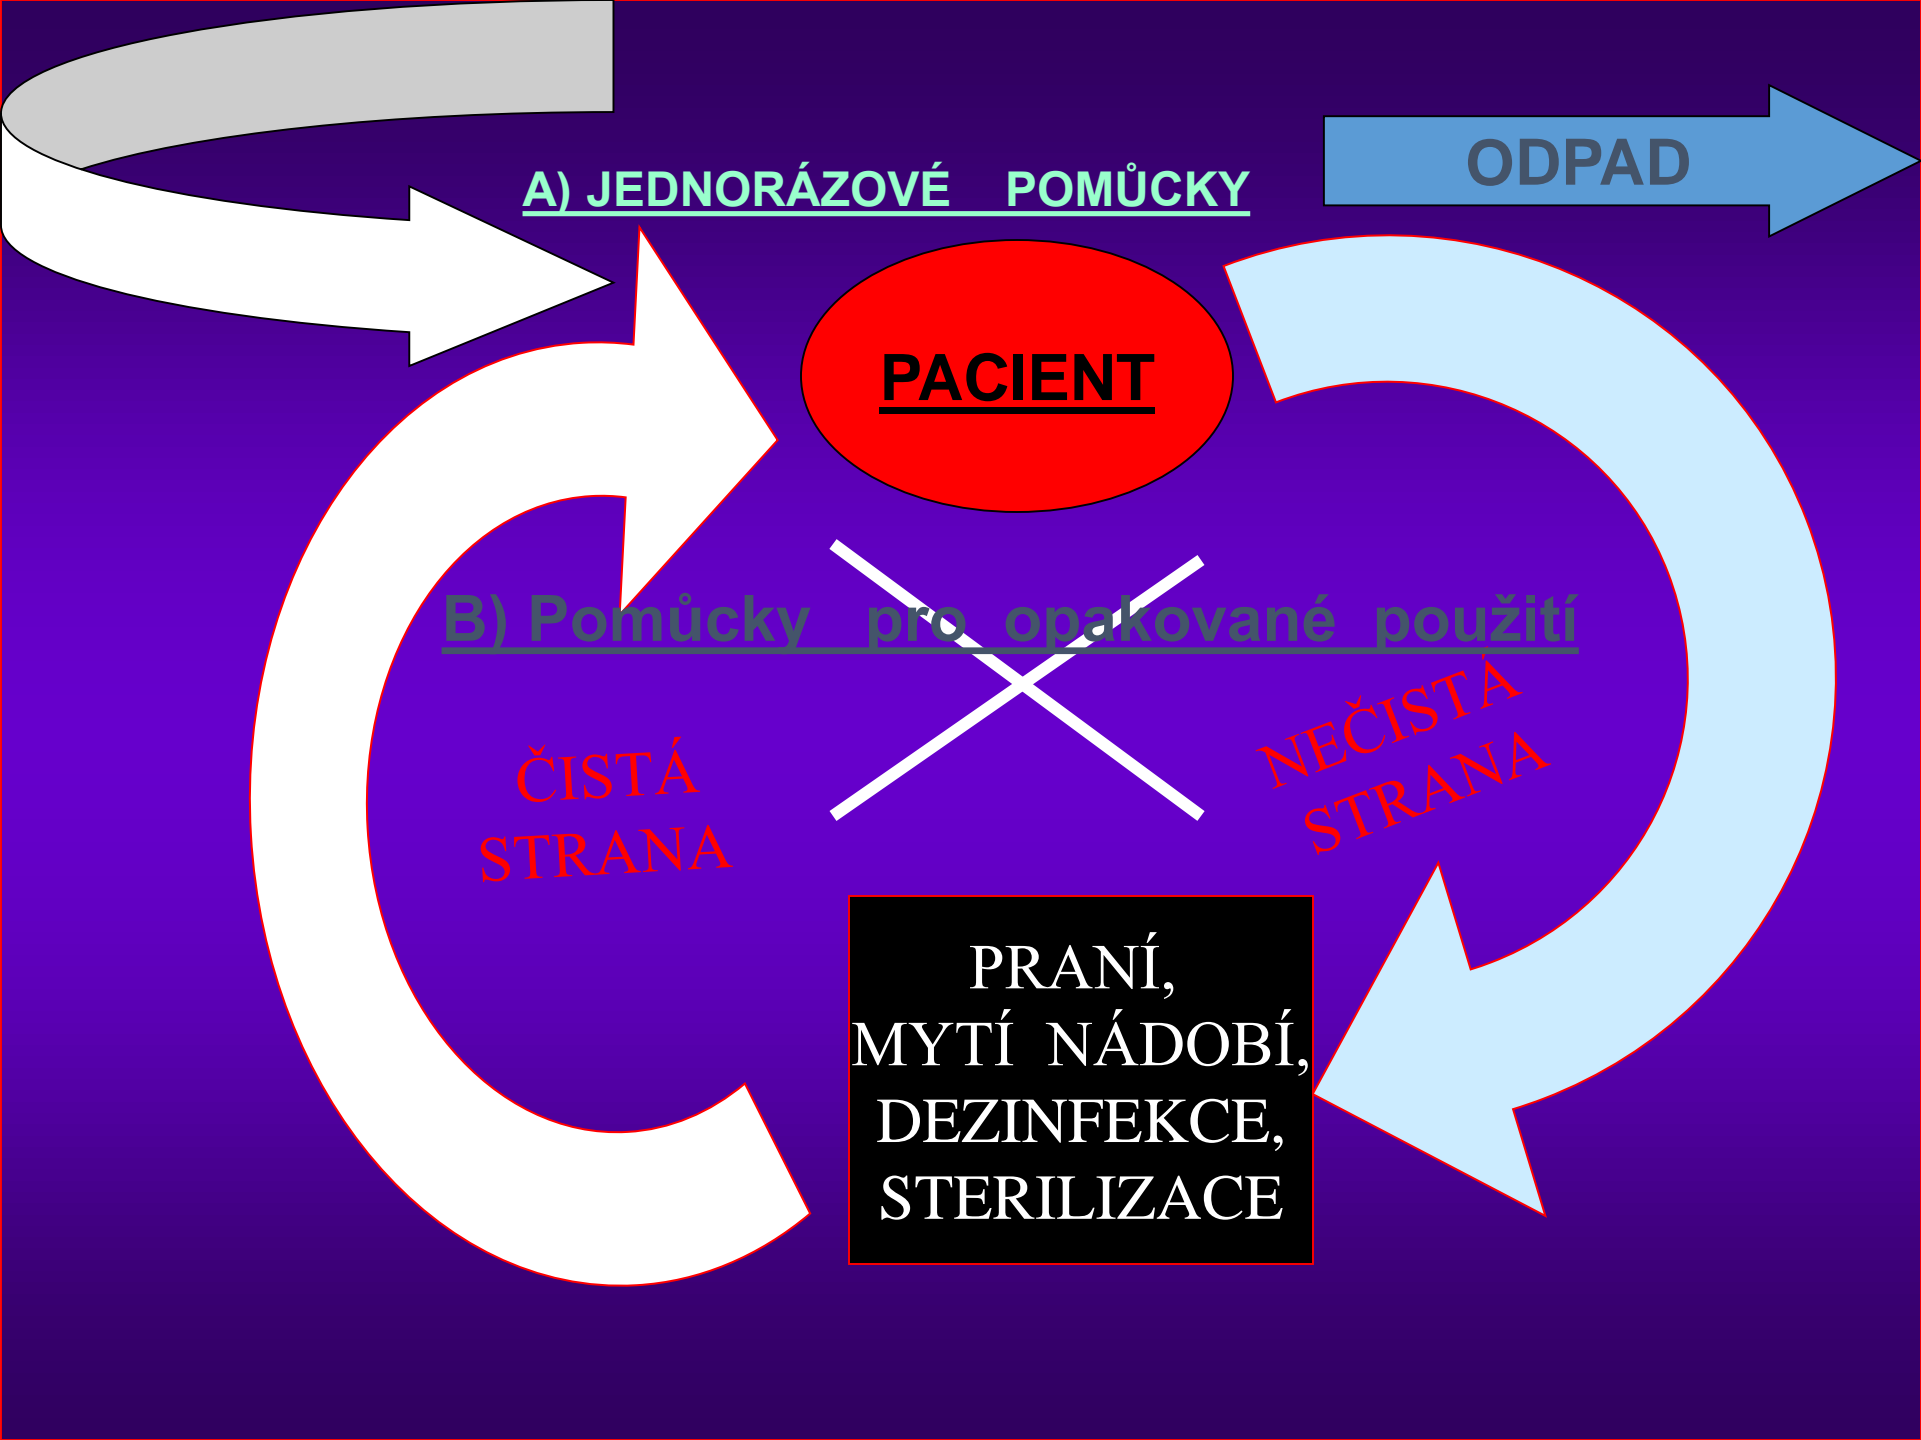 ODPAD
A) JEDNORÁZOVÉ POMŮCKY
PACIENT
B) Pomůcky pro opakované použití
ČISTÁ
STRANA
NEČISTÁ
STRANA
PRANÍ,
MYTÍ NÁDOBÍ,
DEZINFEKCE,
STERILIZACE